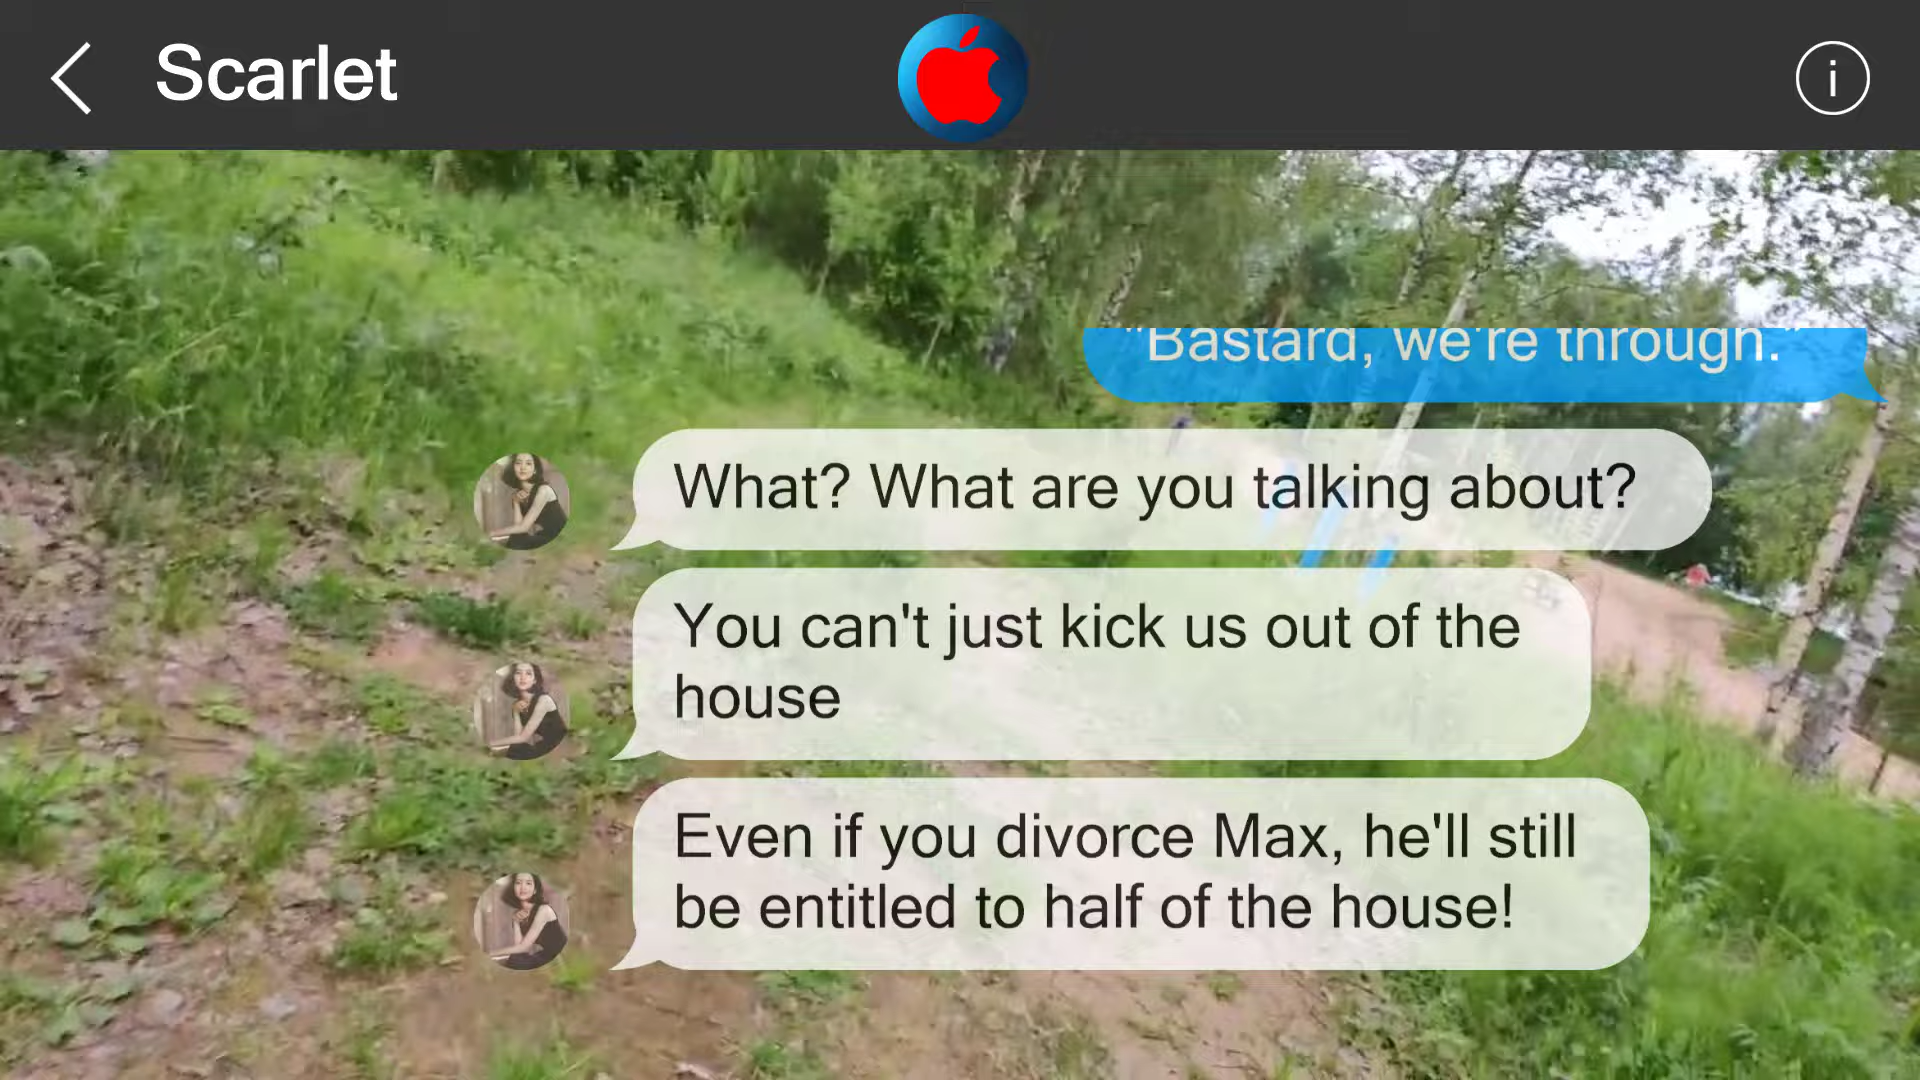 Scarlet
"Bastard, we're through."
What? What are you talking about?
You can't just kick us out of the
house
Even if you divorce Max, he'll still
be entitled to half of the house!